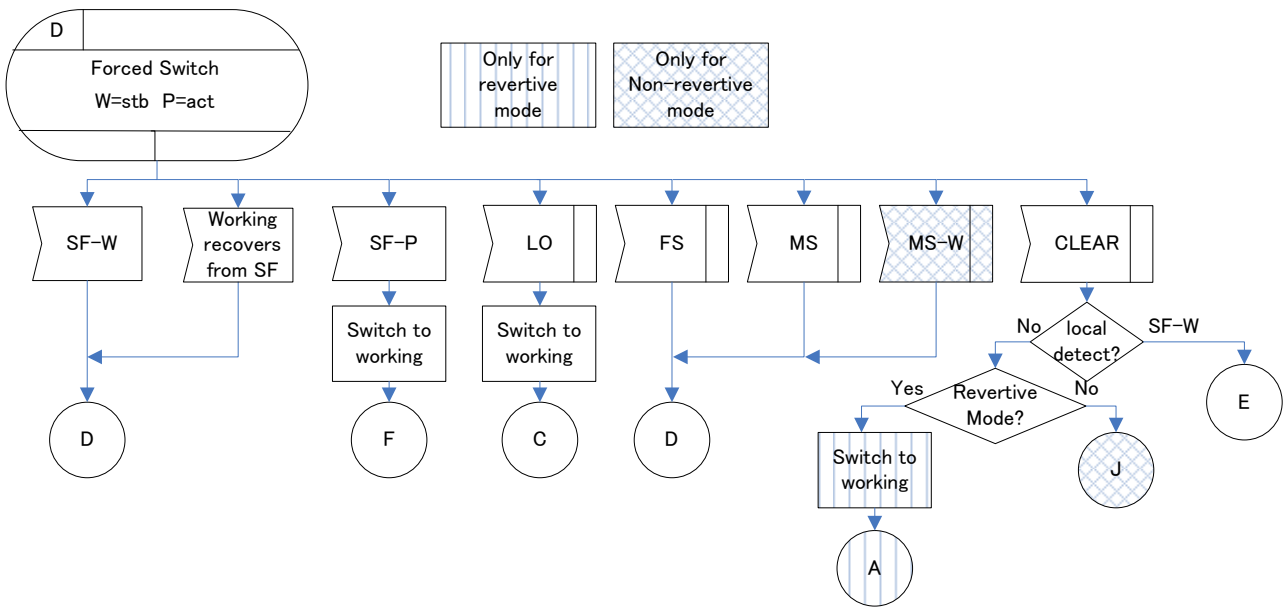 D
Forced Switch
W=stb P=act
Only for
revertive
mode
Only for
Non-revertive
mode
SF-W
Working
recovers
from SF
SF-P
LO
FS
MS
MS-W
CLEAR
Switch to
working
Switch to
working
No
local
detect?
SF-W
Yes
Revertive
Mode?
No
D
F
C
D
E
Switch to
working
J
A